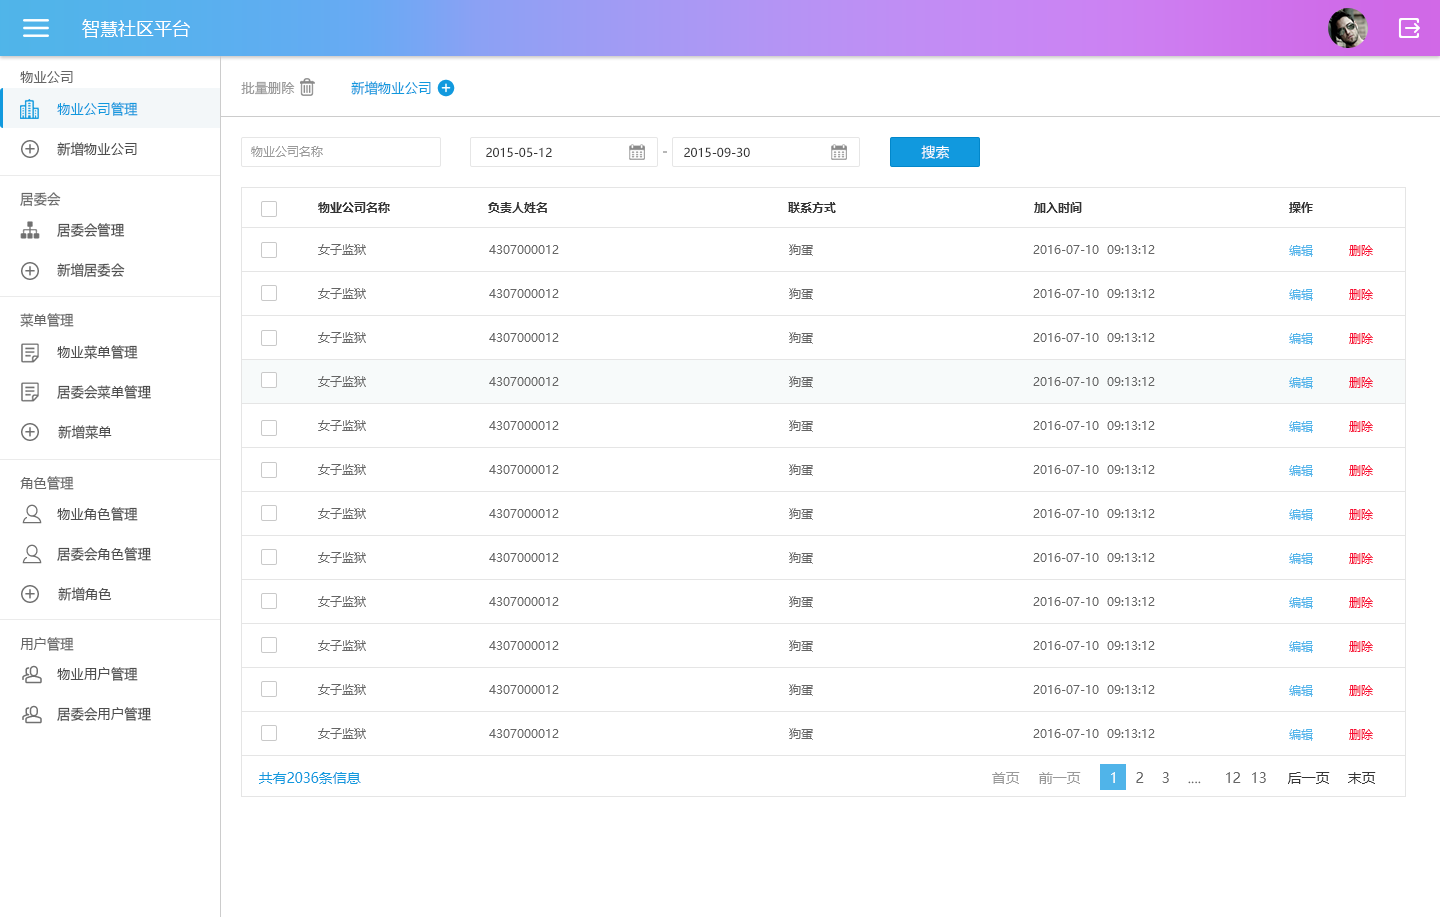 智慧社区平台
物业公司
物业公司管理
新增物业公司
居委会
居委会管理
新增居委会
菜单管理
物业菜单管理
居委会菜单管理
新增菜单
角色管理
物业角色管理
居委会角色管理
新增角色
用户管理
物业用户管理
居委会用户管理
批量删除 新增物业公司
物业公司名称 2015-05-12 - 2015-09-30 搜索
物业公司名称 负责人姓名 联系方式 加入时间 操作
女子监狱 4307000012 狗蛋 2016-07-10 09:13:12 编辑 删除
女子监狱 4307000012 狗蛋 2016-07-10 09:13:12 编辑 删除
女子监狱 4307000012 狗蛋 2016-07-10 09:13:12 编辑 删除
女子监狱 4307000012 狗蛋 2016-07-10 09:13:12 编辑 删除
女子监狱 4307000012 狗蛋 2016-07-10 09:13:12 编辑 删除
女子监狱 4307000012 狗蛋 2016-07-10 09:13:12 编辑 删除
女子监狱 4307000012 狗蛋 2016-07-10 09:13:12 编辑 删除
女子监狱 4307000012 狗蛋 2016-07-10 09:13:12 编辑 删除
女子监狱 4307000012 狗蛋 2016-07-10 09:13:12 编辑 删除
女子监狱 4307000012 狗蛋 2016-07-10 09:13:12 编辑 删除
女子监狱 4307000012 狗蛋 2016-07-10 09:13:12 编辑 删除
女子监狱 4307000012 狗蛋 2016-07-10 09:13:12 编辑 删除
共有2036条信息 首页 前一页 1 2 3 .... 12 13 后一页 末页